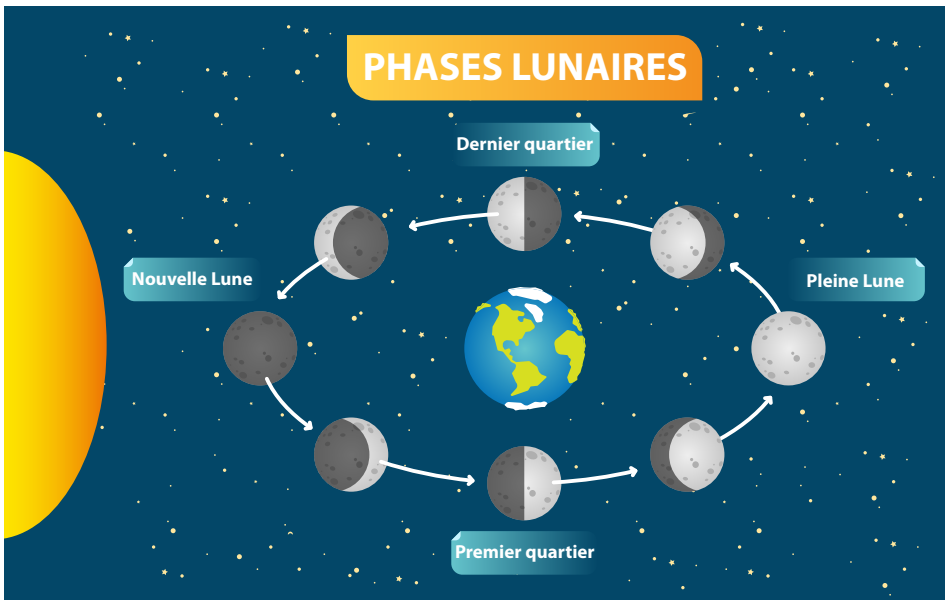 PHASES LUNAIRES
Dernier quartier
Nouvelle Lune
Pleine Lune
Premier quartier